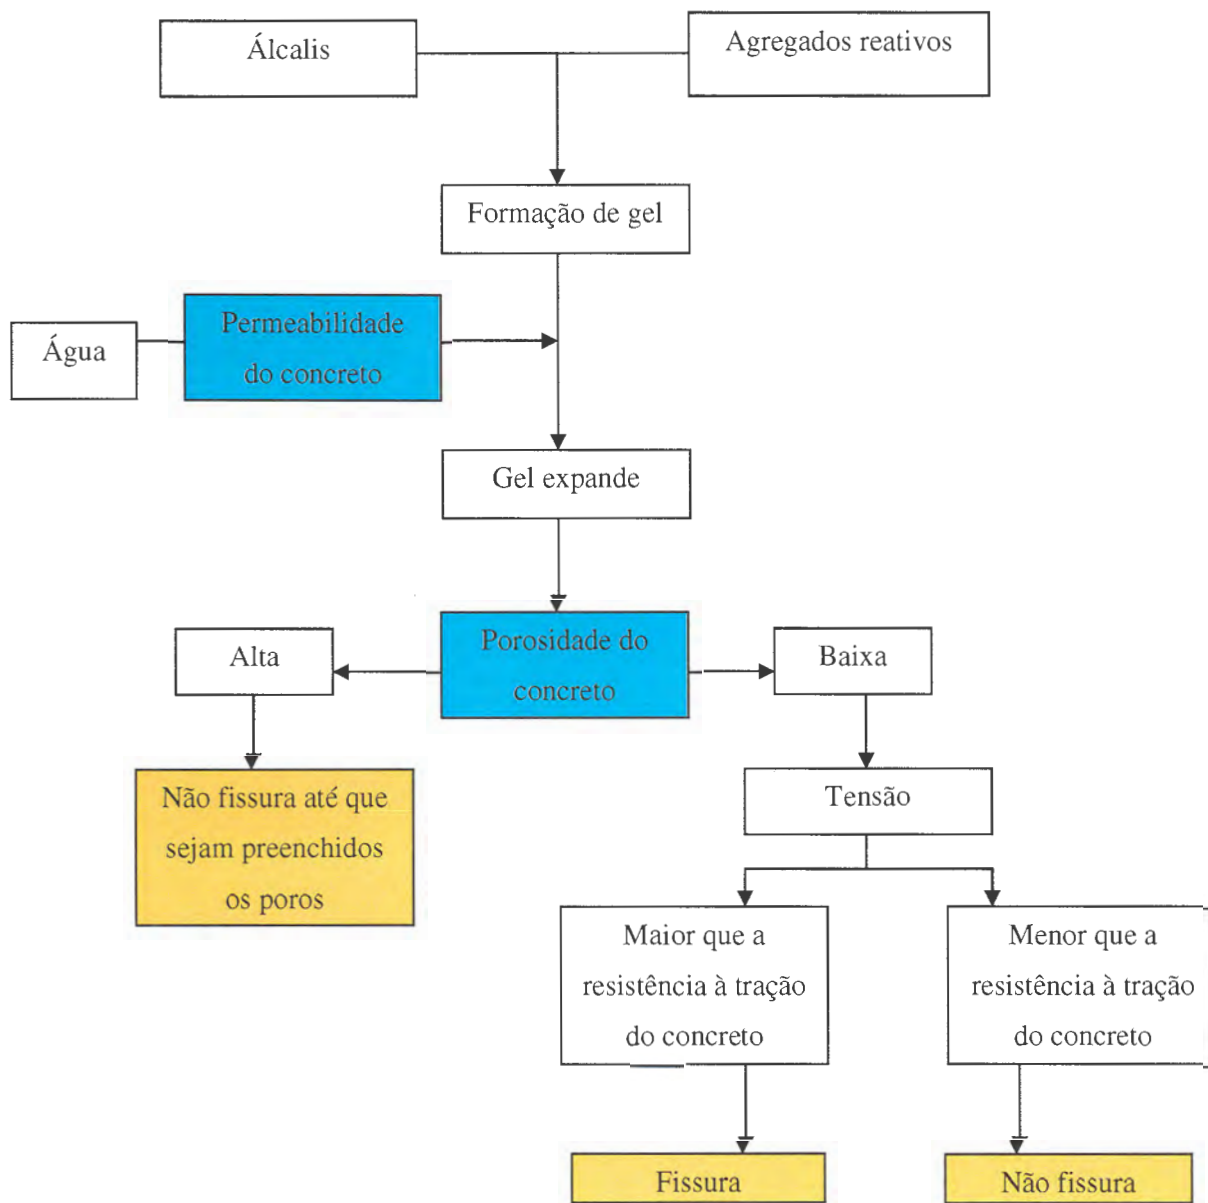 Álcalis
Agregados reativos
Formação de gel
Permeabilidade
do concreto
Água
Gel expande
Alta
Porosidade do
concreto
Baixa
Não fissura até que
sejam preenchidos
os poros
Tensão
Maior que a
resistência à tração
do concreto
Menor que a
resistência à tração
do concreto
Fissura
Não fissura